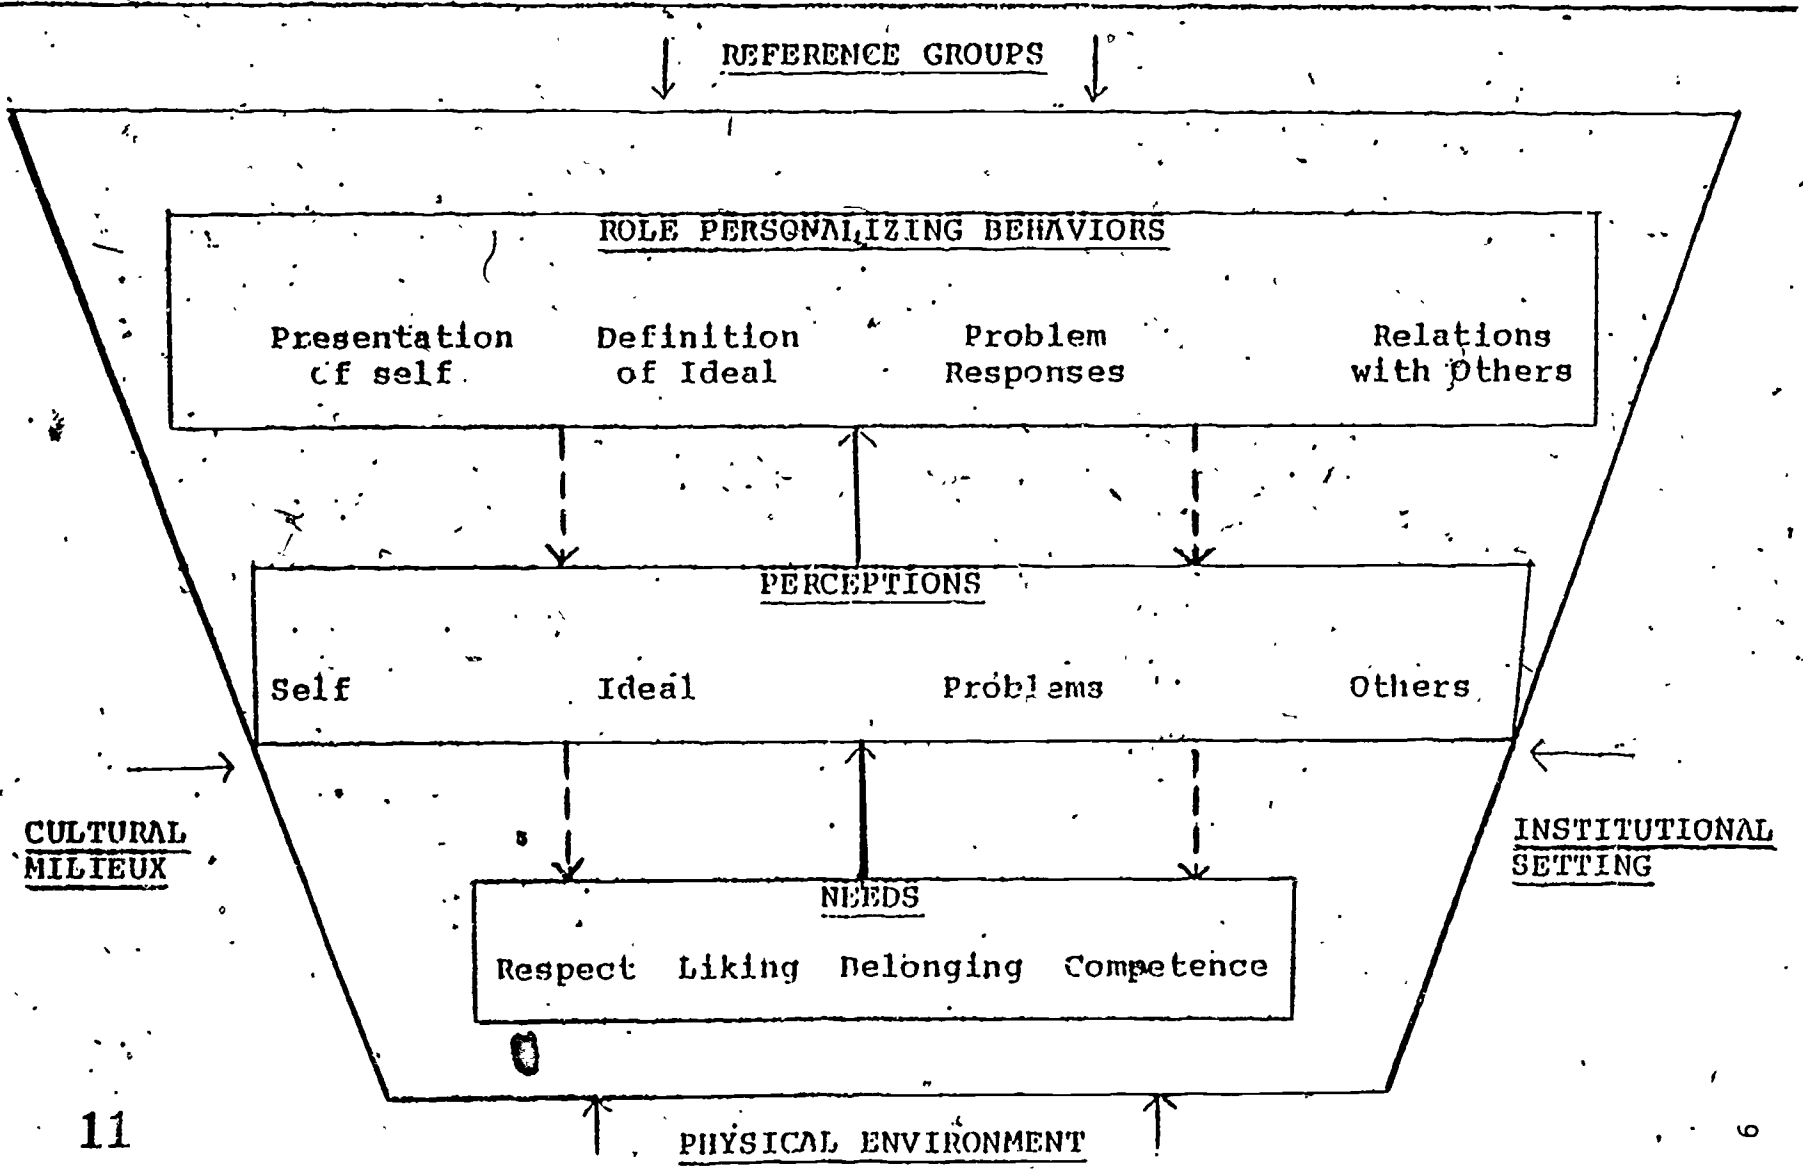 REFERENCE GROUPS
ROLE PERSONALIZING BEHAVIORS
Presentation of self.
Definition of Ideal
Problem Responses
Relations with Others
PERCEPTIONS
Self
Ideal
Problems
Others
CULTURAL
MILIEUX
INSTITUTIONAL
SETTING
NEEDS
Respect Liking Belonging Competence
PHYSICAL ENVIRONMENT
11
6